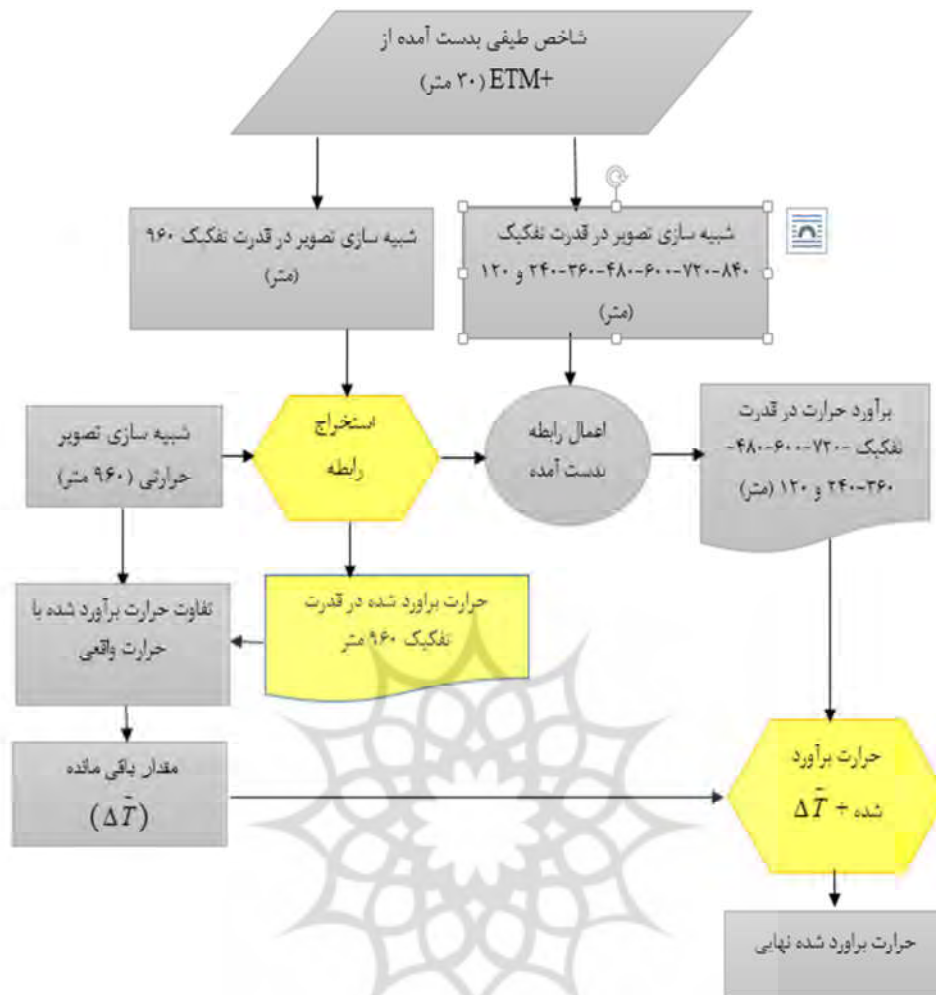 شاخص طیفی بدست آمده از
ETM+ (۳۰ متر)
شبیه سازی تصویر در قدرت تفکیک ۹۶۰
(متر)
شبیه سازی تصویر در قدرت تفکیک
۸۴۰-۷۲۰-۶۰۰-۴۸۰-۳۶۰-۲۴۰ و ۱۲۰
(متر)
شبیه سازی تصویر
حرارتی (۹۶۰ متر)
استخراج
رابطه
اعمال رابطه
بدست آمده
برآورد حرارت در قدرت
تفکیک ۷۲۰-۶۰۰-۴۸۰-
۳۶۰-۲۴۰ و ۱۲۰ (متر)
تفاوت حرارت برآورد شده با
حرارت واقعی
حرارت براورد شده در قدرت
تفکیک ۹۶۰ متر
مقدار باقی مانده
(ΔT̄)
حرارت برآورد
شده + ΔT̄
حرارت براورد شده نهایی